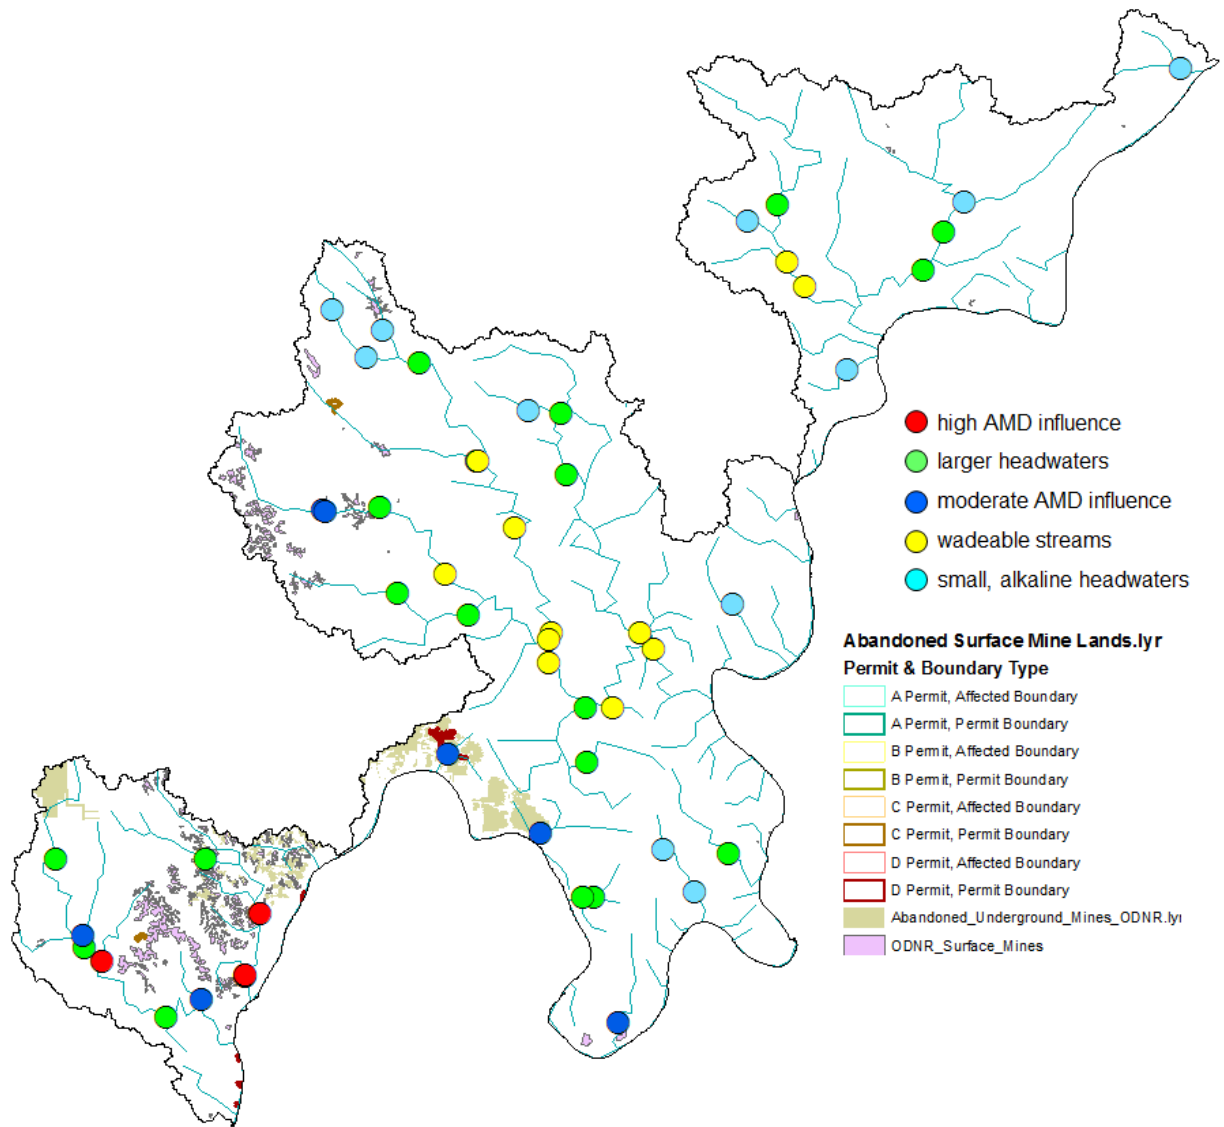 high AMD influence
larger headwaters
moderate AMD influence
wadeable streams
small, alkaline headwaters
Abandoned Surface Mine Lands.lyr
Permit & Boundary Type
A Permit, Affected Boundary
A Permit, Permit Boundary
B Permit, Affected Boundary
B Permit, Permit Boundary
C Permit, Affected Boundary
C Permit, Permit Boundary
D Permit, Affected Boundary
D Permit, Permit Boundary
Abandoned_Underground_Mines_ODNR.lyr
ODNR_Surface_Mines